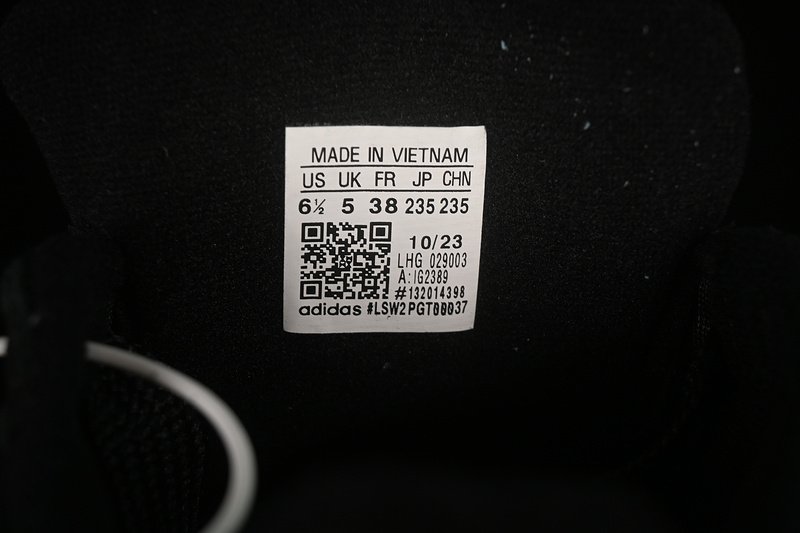 MADE IN VIETNAM
US UK FR JP CHN
6½ 5 38 235 235
10/23
LHG 029003
A:IG2389
#132014398
adidas #LSW2PGT00037